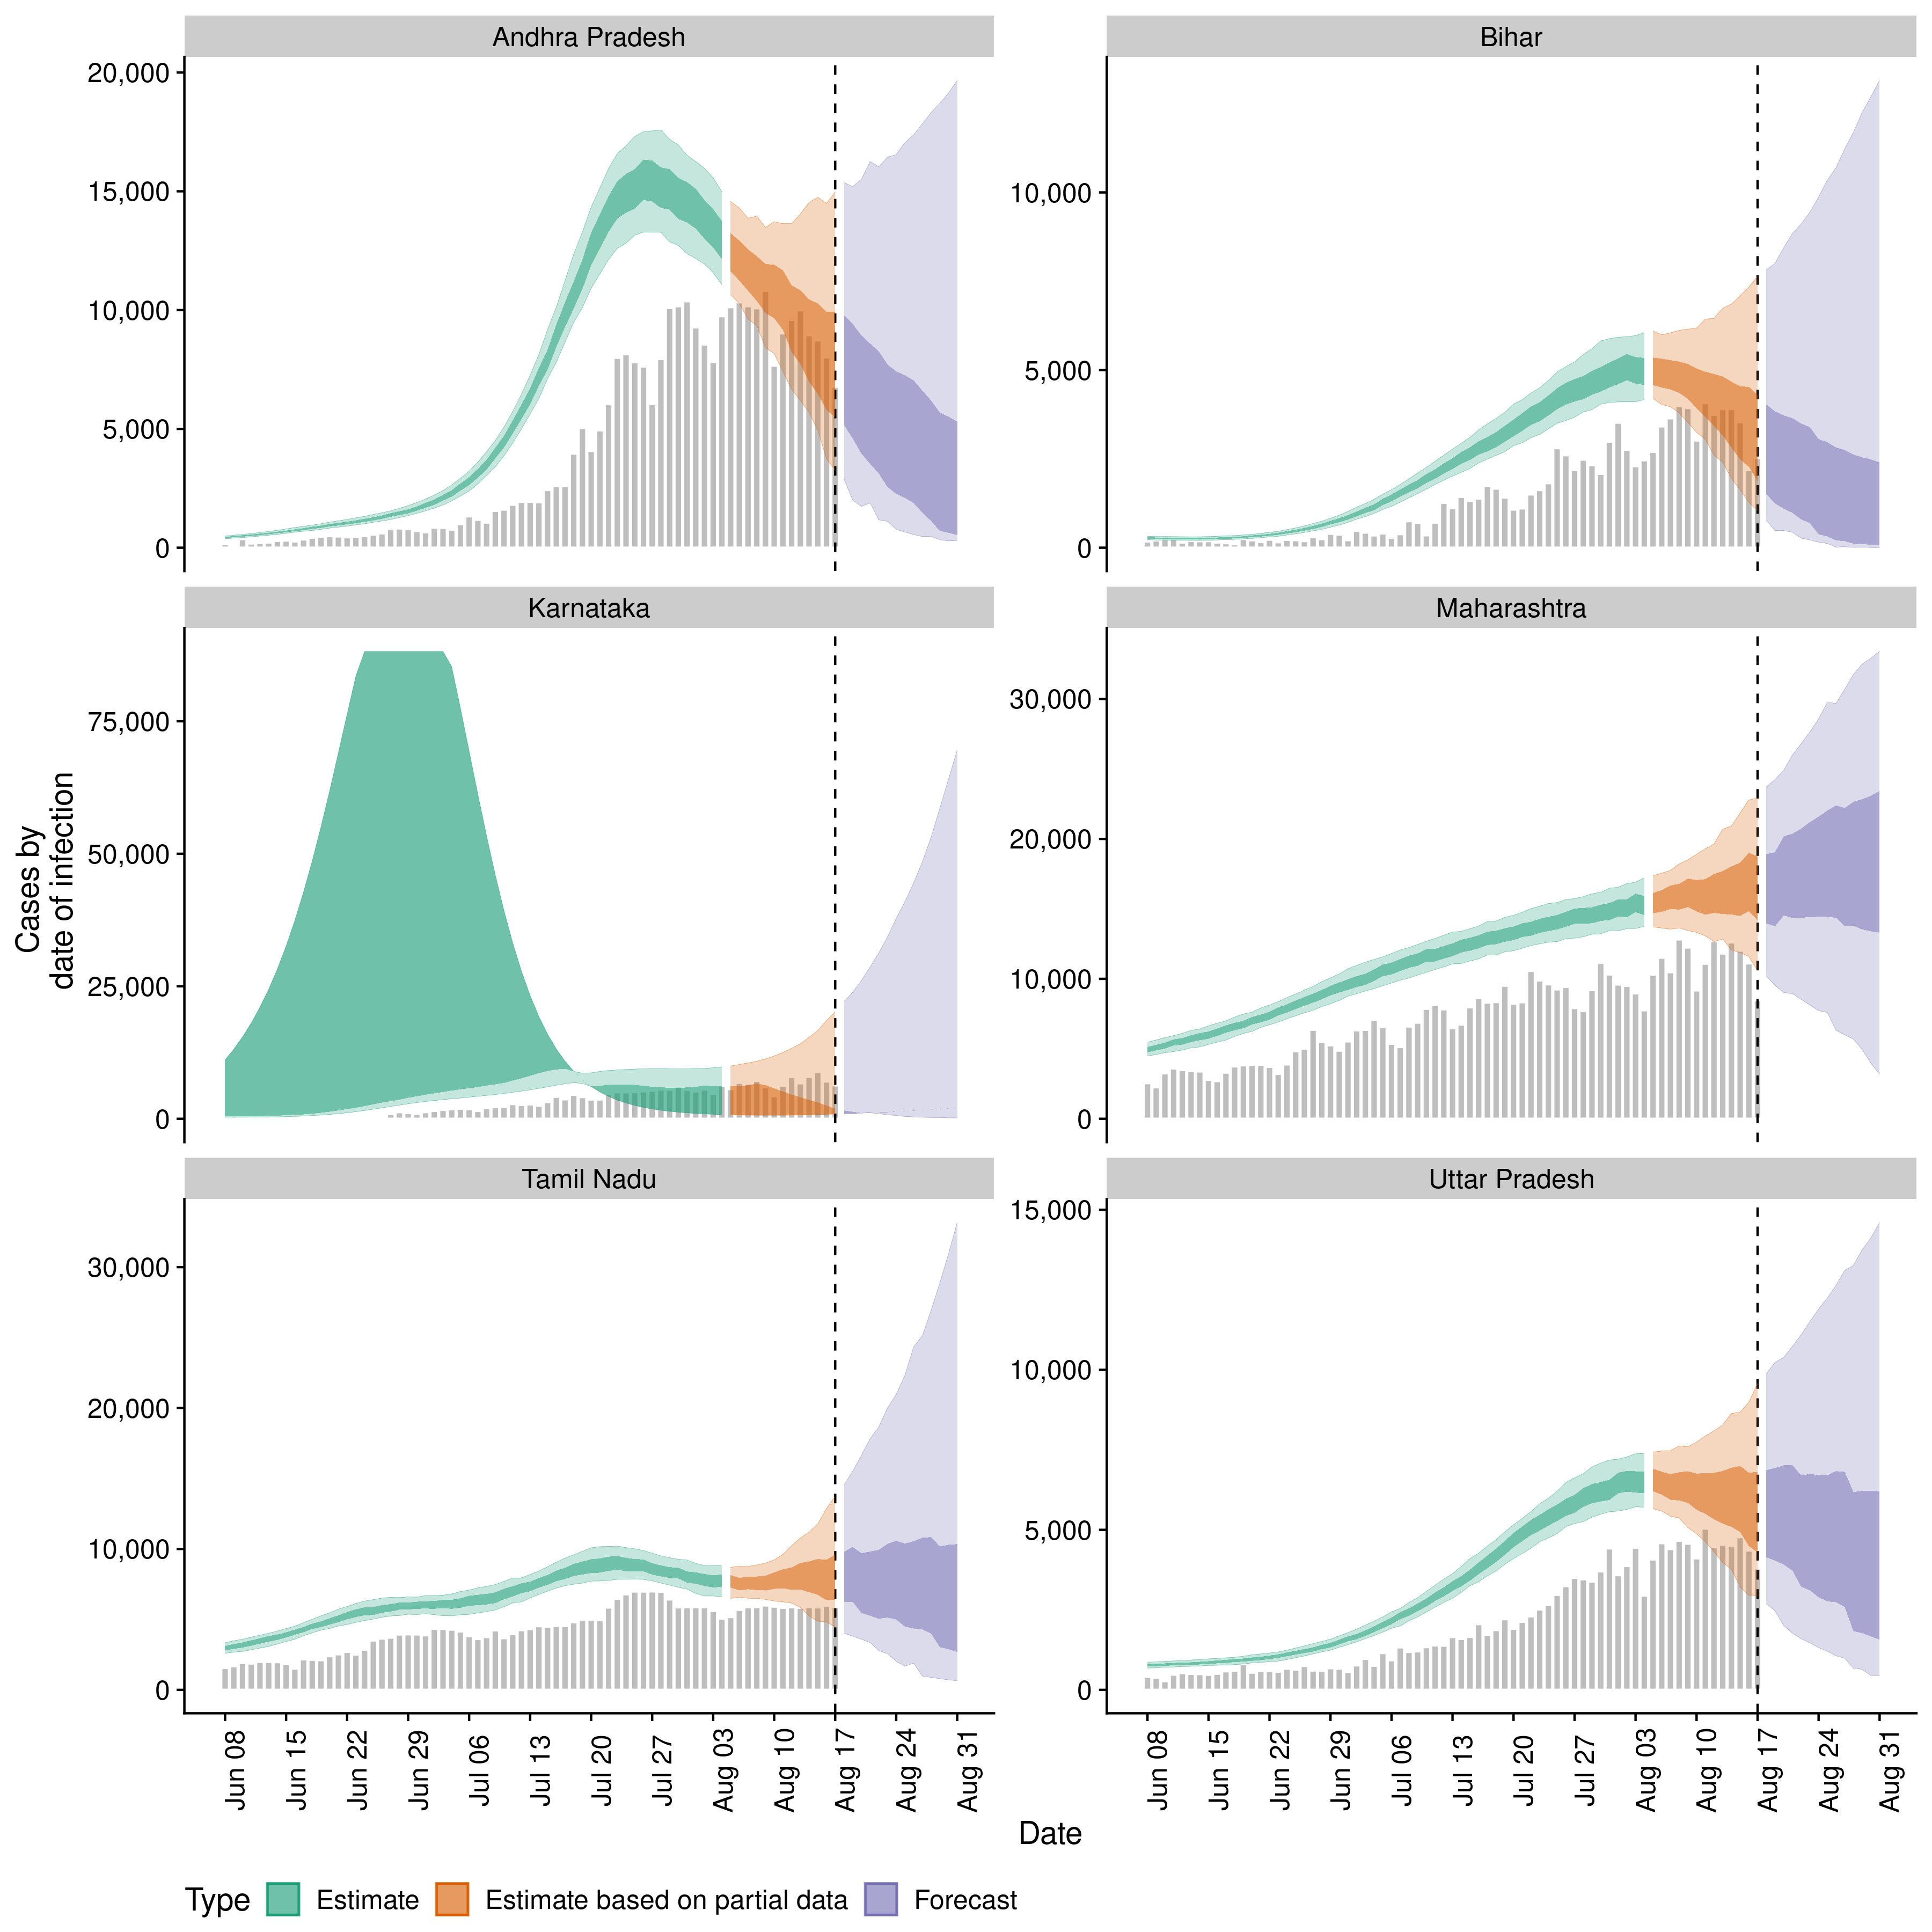 Andhra Pradesh
Bihar
20,000
15,000
10,000
5,000
0
10,000
5,000
0
Karnataka
Maharashtra
75,000
50,000
25,000
0
30,000
20,000
10,000
0
Cases by
date of infection
Tamil Nadu
Uttar Pradesh
30,000
20,000
10,000
0
15,000
10,000
5,000
0
Jun 08
Jun 15
Jun 22
Jun 29
Jul 06
Jul 13
Jul 20
Jul 27
Aug 03
Aug 10
Aug 17
Aug 24
Aug 31
Jun 08
Jun 15
Jun 22
Jun 29
Jul 06
Jul 13
Jul 20
Jul 27
Aug 03
Aug 10
Aug 17
Aug 24
Aug 31
Date
Type Estimate Estimate based on partial data Forecast